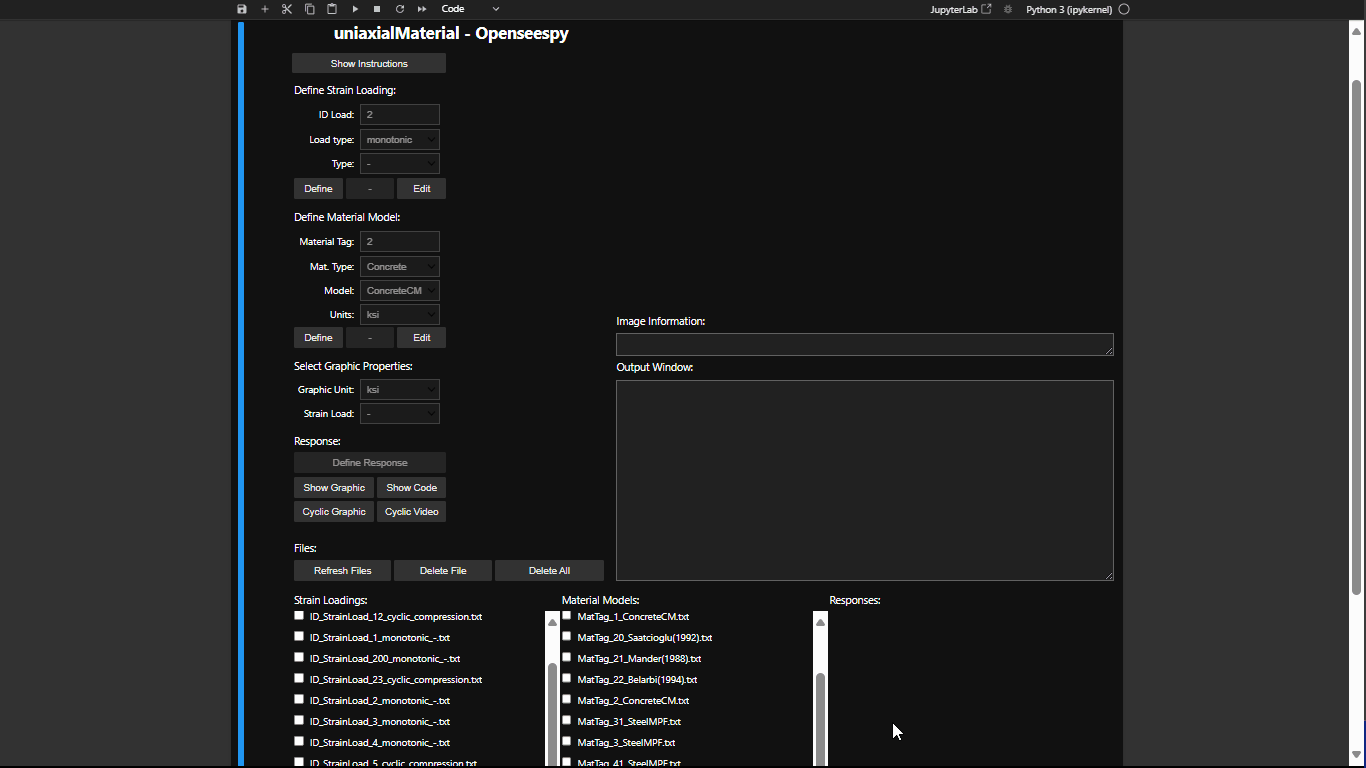 Code
JupyterLab
Python 3 (ipykernel)
uniaxialMaterial - Openseespy
Show Instructions
Define Strain Loading:
ID Load: 2
Load type: monotonic
Type: -
Define - Edit
Define Material Model:
Material Tag: 2
Mat. Type: Concrete
Model: ConcreteCM
Units: ksi
Define - Edit
Select Graphic Properties:
Graphic Unit: ksi
Strain Load: -
Response:
Define Response
Show Graphic Show Code
Cyclic Graphic Cyclic Video
Image Information:
Output Window:
Files:
Refresh Files Delete File Delete All
Strain Loadings:
ID_StrainLoad_12_cyclic_compression.txt
ID_StrainLoad_1_monotonic_-.txt
ID_StrainLoad_200_monotonic_-.txt
ID_StrainLoad_23_cyclic_compression.txt
ID_StrainLoad_2_monotonic_-.txt
ID_StrainLoad_3_monotonic_-.txt
ID_StrainLoad_4_monotonic_-.txt
ID_StrainLoad_5_cyclic_compression.txt
Material Models:
MatTag_1_ConcreteCM.txt
MatTag_20_Saatcioglu(1992).txt
MatTag_21_Mander(1988).txt
MatTag_22_Belarbi(1994).txt
MatTag_2_ConcreteCM.txt
MatTag_31_SteelMPF.txt
MatTag_3_SteelMPF.txt
MatTag_41_SteelMPF.txt
Responses: